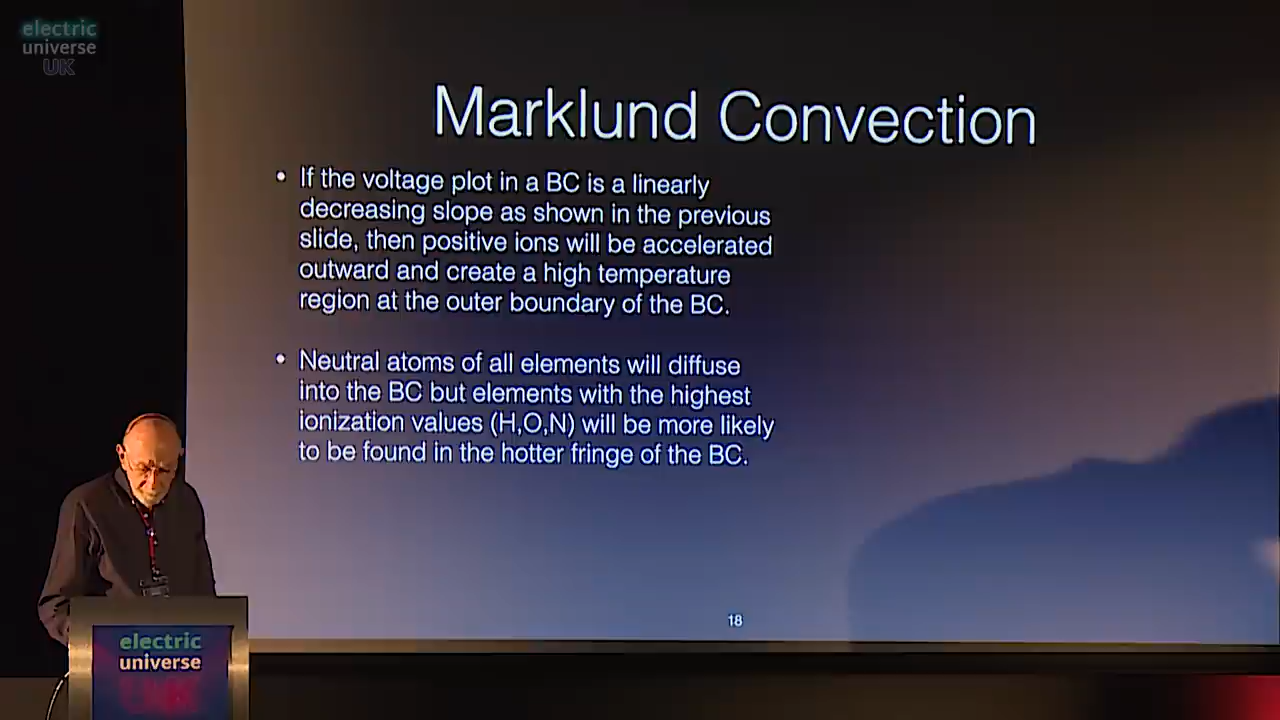 electric
universe
UK
Marklund Convection
• If the voltage plot in a BC is a linearly
decreasing slope as shown in the previous
slide, then positive ions will be accelerated
outward and create a high temperature
region at the outer boundary of the BC.
• Neutral atoms of all elements will diffuse
into the BC but elements with the highest
ionization values (H,O,N) will be more likely
to be found in the hotter fringe of the BC.
18
electric
universe
UK